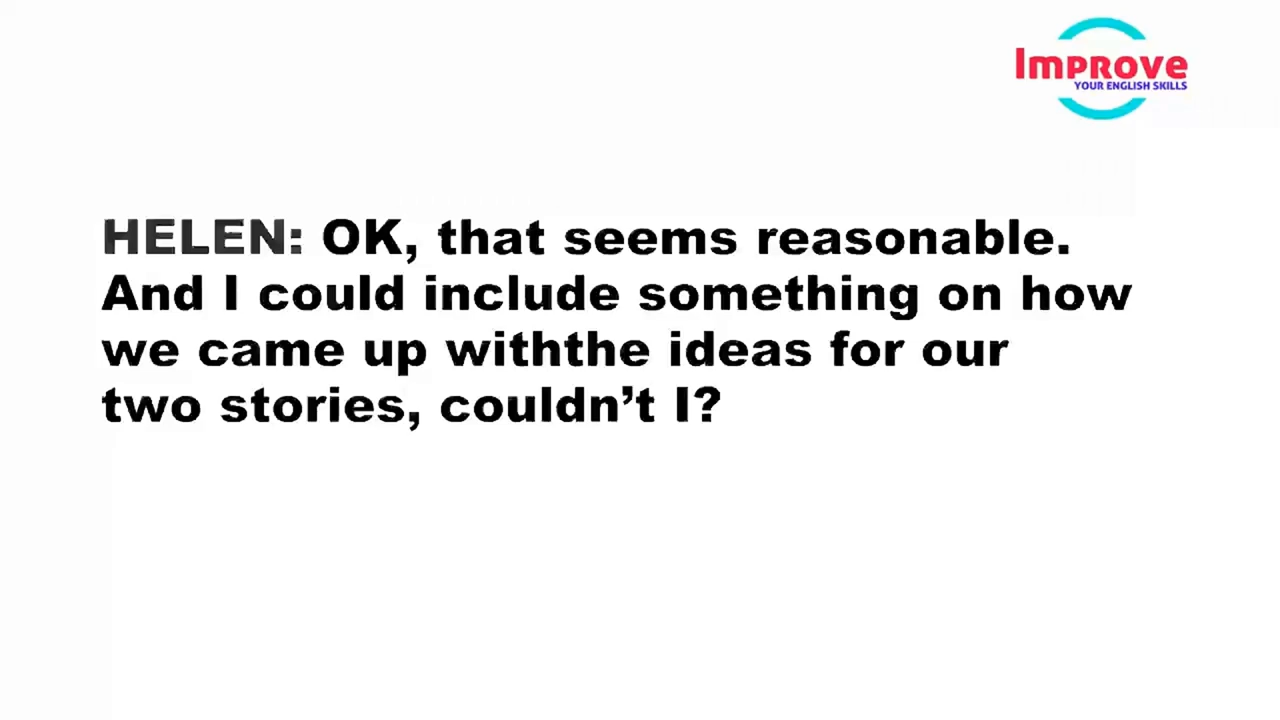 Improve
YOUR ENGLISH SKILLS
HELEN: OK, that seems reasonable.
And I could include something on how
we came up withthe ideas for our
two stories, couldn’t I?